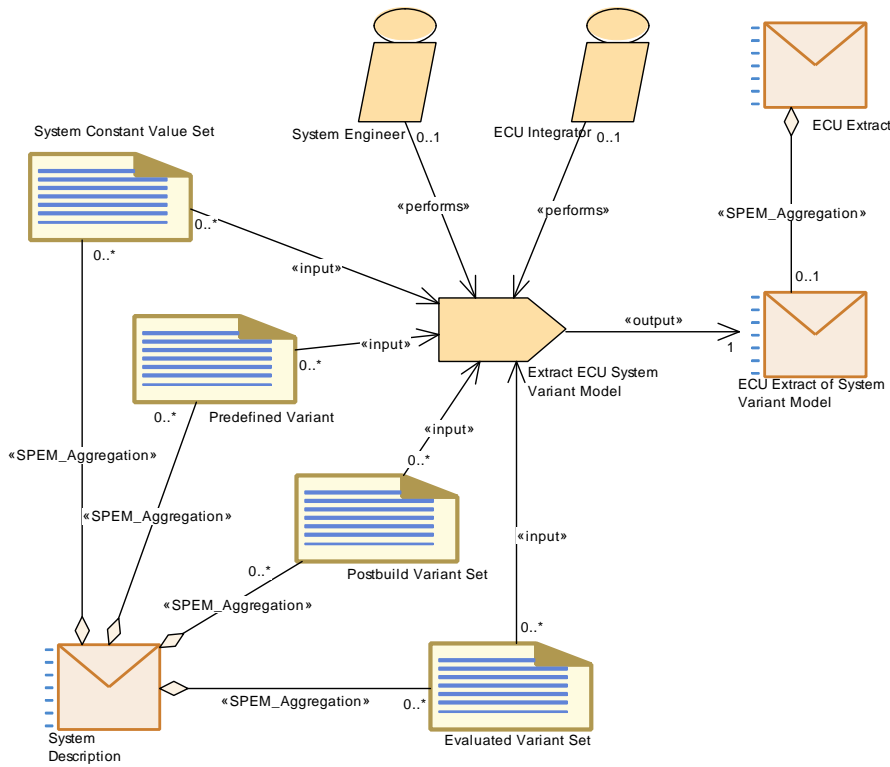 System Constant Value Set
System Engineer
0..1
ECU Integrator
0..1
ECU Extract
«performs»
«performs»
«SPEM_Aggregation»
0..*
0..*
«input»
0..1
«output»
1
«input»
0..*
Extract ECU System
Variant Model
ECU Extract of System
Variant Model
0..*
Predefined Variant
«input»
«SPEM_Aggregation»
0..*
«SPEM_Aggregation»
«input»
0..*
Postbuild Variant Set
«SPEM_Aggregation»
0..*
«SPEM_Aggregation»
0..*
System
Description
Evaluated Variant Set